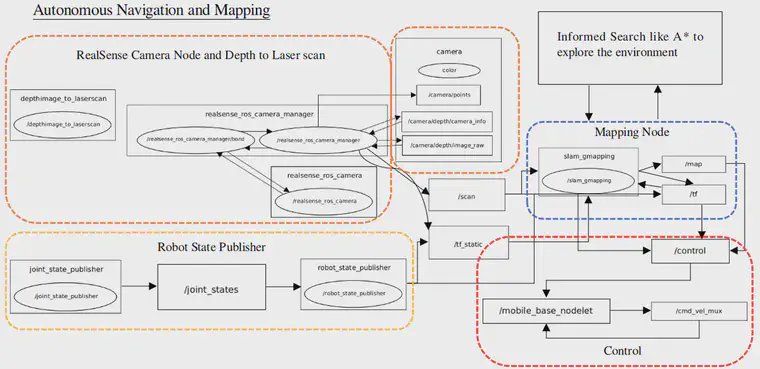 Autonomous Navigation and Mapping
RealSense Camera Node and Depth to Laser scan
depthimage_to_laserscan
/depthimage_to_laserscan
realsense_ros_camera_manager
/realsense_ros_camera_manager/bond
/realsense_ros_camera_manager
realsense_ros_camera
/realsense_ros_camera
camera
color
/camera/points
/camera/depth/camera_info
/camera/depth/image_raw
Informed Search like A* to
explore the environment
Mapping Node
slam_gmapping
/slam_gmapping
/map
/tf
/scan
/tf_static
Robot State Publisher
joint_state_publisher
/joint_state_publisher
/joint_states
robot_state_publisher
/robot_state_publisher
/control
/mobile_base_nodelet
/cmd_vel_mux
Control